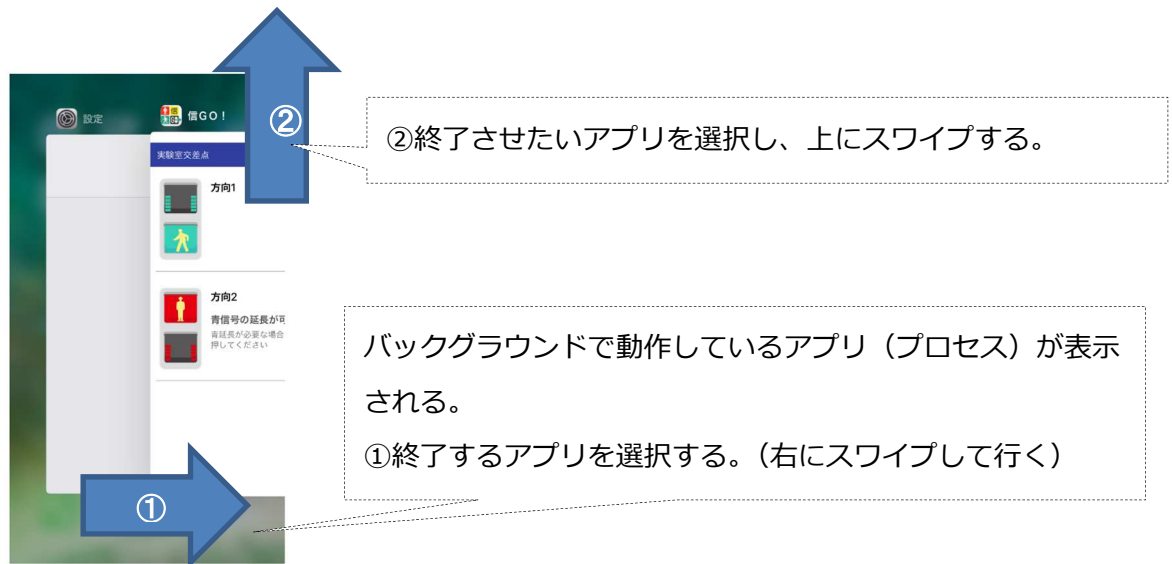 設定
信GO!
②
②終了させたいアプリを選択し、上にスワイプする。
実験室交差点
方向1
方向2
青信号の延長が可
青延長が必要な場合
押してください
バックグラウンドで動作しているアプリ（プロセス）が表示
される。
①終了するアプリを選択する。（右にスワイプして行く）
①